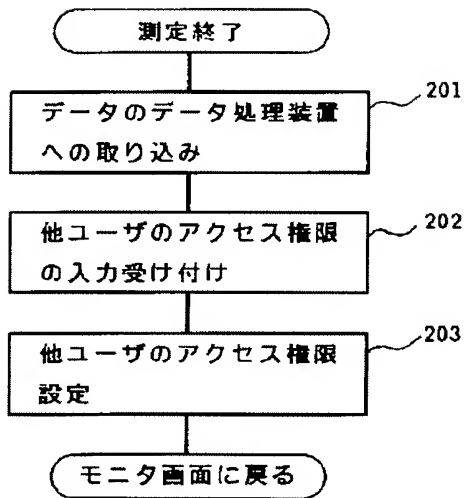 測定終了
データのデータ処理装置
への取り込み
201
他ユーザのアクセス権限
の入力受け付け
202
他ユーザのアクセス権限
設定
203
モニタ画面に戻る